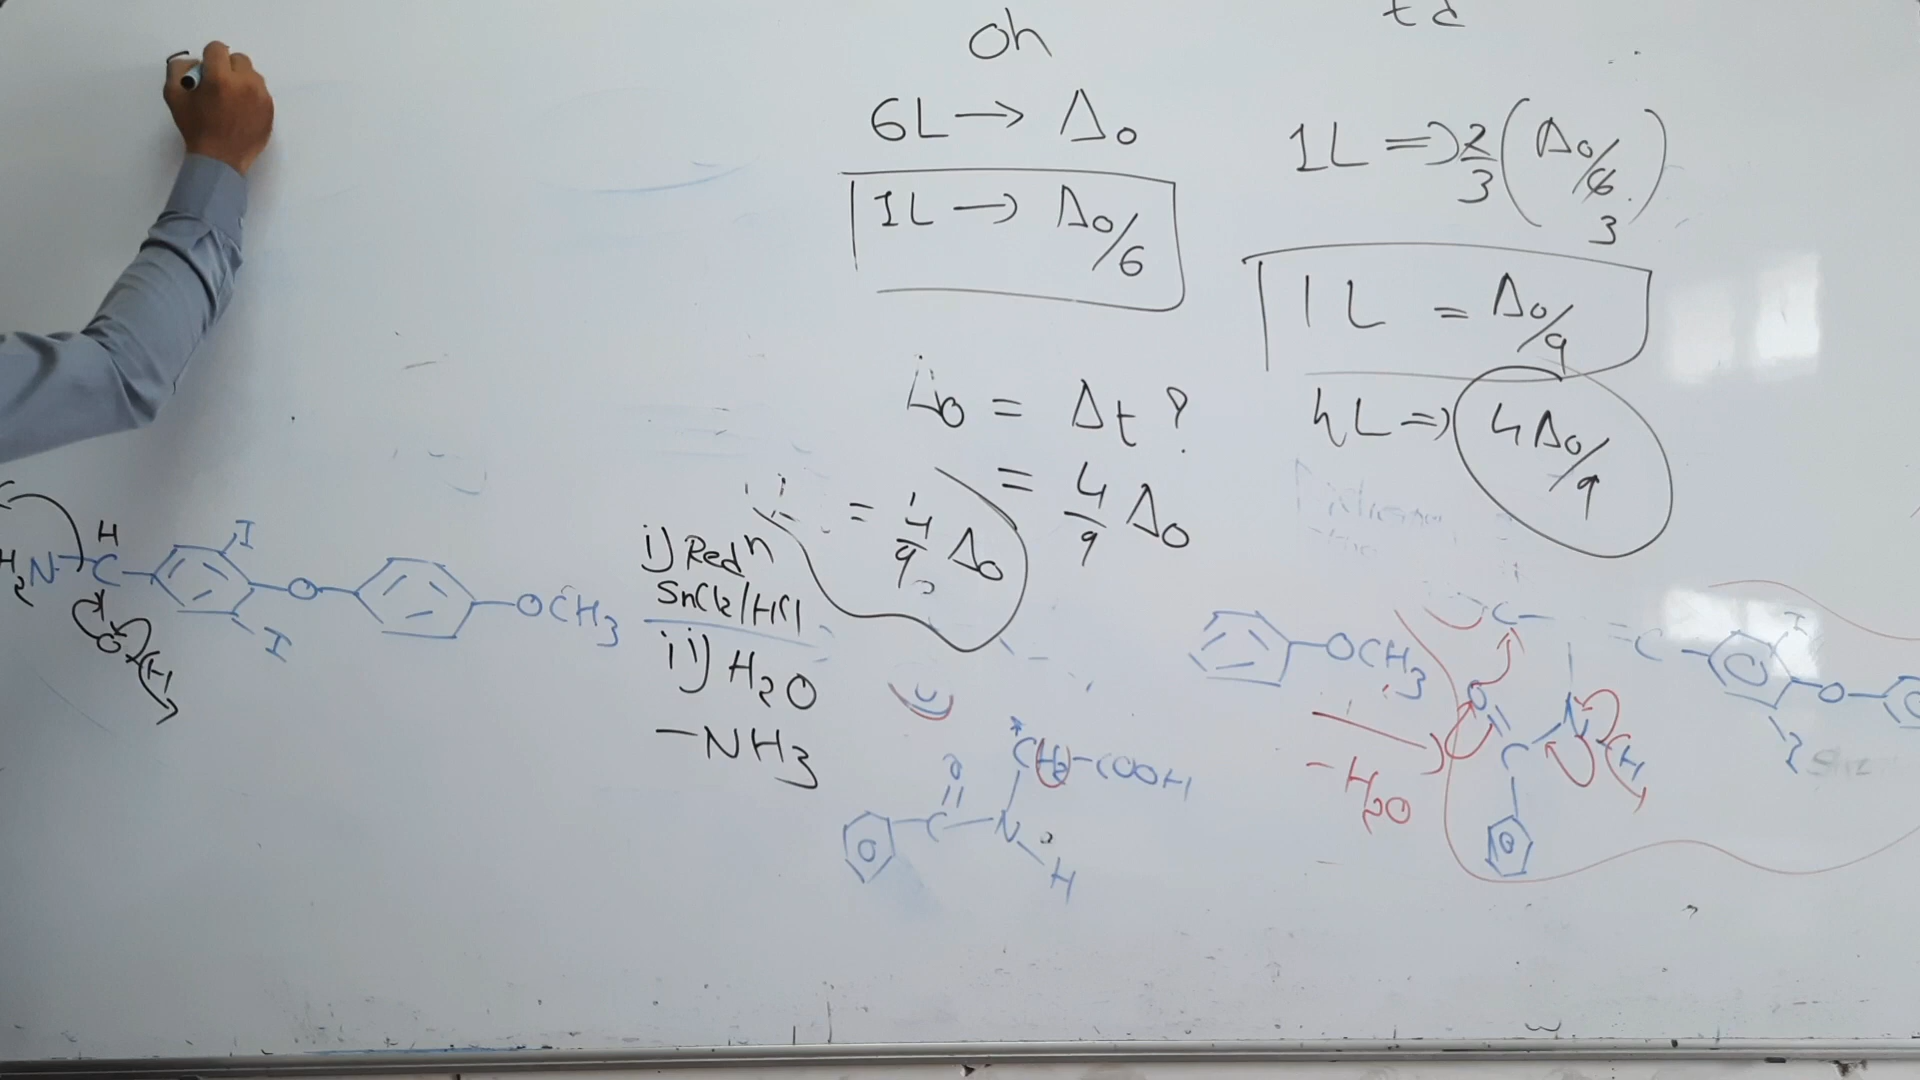 Oh
6L → Δo
1L → Δo/6
Δo = Δt ?
= 4/9 Δo
= 4/9 Δo
1L ⇒ 2/3 (Δo/6
3)
1L = Δo/9
4L ⇒ 4Δo/9
H
H2N-C
I
O
OCH3
I
O
H
i) Redn
SnCl2/HCl
ii) H2O
-NH3
O
*CH2-COOH
C
N
H
OCH3
-H2O
C
O
C
N
H
=C
I
O